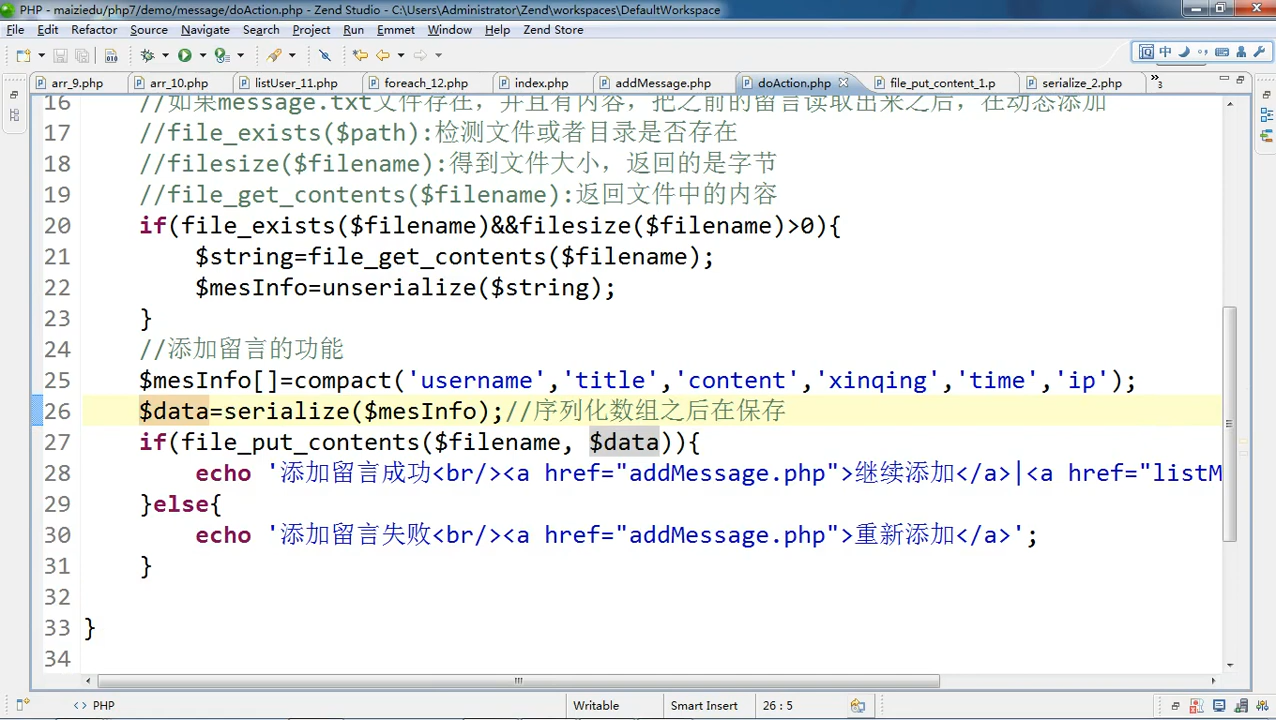 PHP - maiziedu/php7/demo/message/doAction.php - Zend Studio - C:\Users\Administrator\Zend\workspaces\DefaultWorkspace
File Edit Refactor Source Navigate Search Project Run Emmet Window Help Zend Store
中
arr_9.php arr_10.php listUser_11.php foreach_12.php index.php addMessage.php doAction.php file_put_content_1.p serialize_2.php »3
16 //如果message.txt文件存在，并且有内容，把之前的留言读取出来之后，在动态添加
17 //file_exists($path):检测文件或者目录是否存在
18 //filesize($filename):得到文件大小，返回的是字节
19 //file_get_contents($filename):返回文件中的内容
20 if(file_exists($filename)&&filesize($filename)>0){
21 $string=file_get_contents($filename);
22 $mesInfo=unserialize($string);
23 }
24 //添加留言的功能
25 $mesInfo[]=compact('username','title','content','xinqing','time','ip');
26 $data=serialize($mesInfo);//序列化数组之后在保存
27 if(file_put_contents($filename, $data)){
28 echo '添加留言成功<br/><a href="addMessage.php">继续添加</a>|<a href="listM
29 }else{
30 echo '添加留言失败<br/><a href="addMessage.php">重新添加</a>';
31 }
32
33 }
34
<> PHP Writable Smart Insert 26 : 5